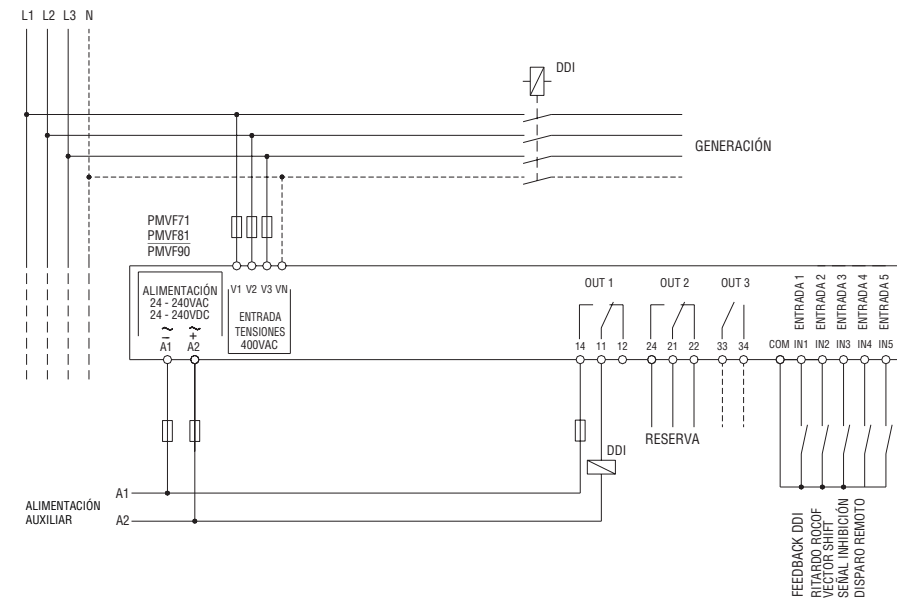 L1 L2 L3 N
DDI
GENERACIÓN
PMVF71
PMVF81
PMVF90
ALIMENTACIÓN
24 - 240VAC
24 - 240VDC
~ ~
– +
A1 A2
V1 V2 V3 VN
ENTRADA
TENSIONES
400VAC
OUT 1
OUT 2
OUT 3
14 11 12
24 21 22
33 34
ENTRADA 1
ENTRADA 2
ENTRADA 3
ENTRADA 4
ENTRADA 5
COM IN1 IN2 IN3 IN4 IN5
RESERVA
DDI
ALIMENTACIÓN
AUXILIAR
A1
A2
FEEDBACK DDI
RITARDO ROCOF
VECTOR SHIFT
SEÑAL INHIBICIÓN
DISPARO REMOTO